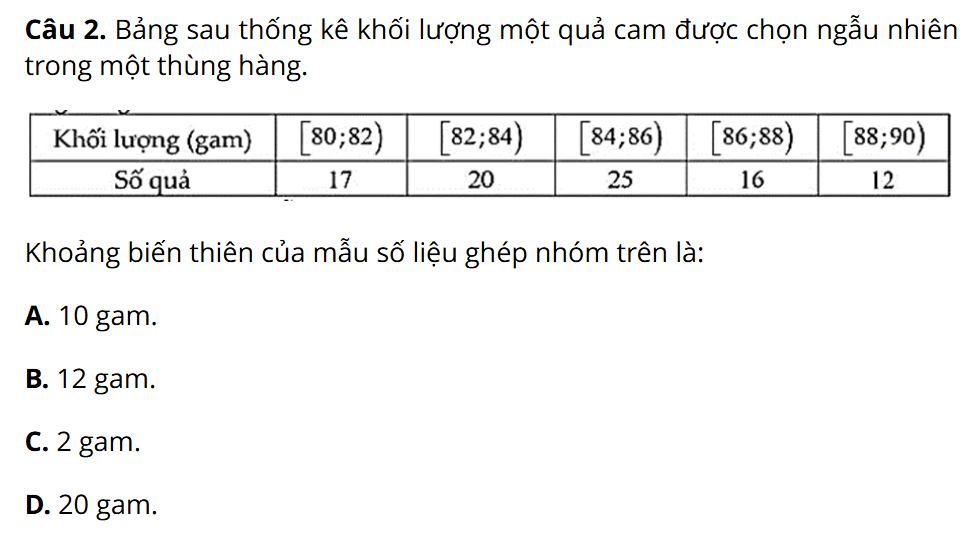 Câu 2. Bảng sau thống kê khối lượng một quả cam được chọn ngẫu nhiên
trong một thùng hàng.
Khối lượng (gam) [80;82) [82;84) [84;86) [86;88) [88;90)
Số quả 17 20 25 16 12
Khoảng biến thiên của mẫu số liệu ghép nhóm trên là:
A. 10 gam.
B. 12 gam.
C. 2 gam.
D. 20 gam.